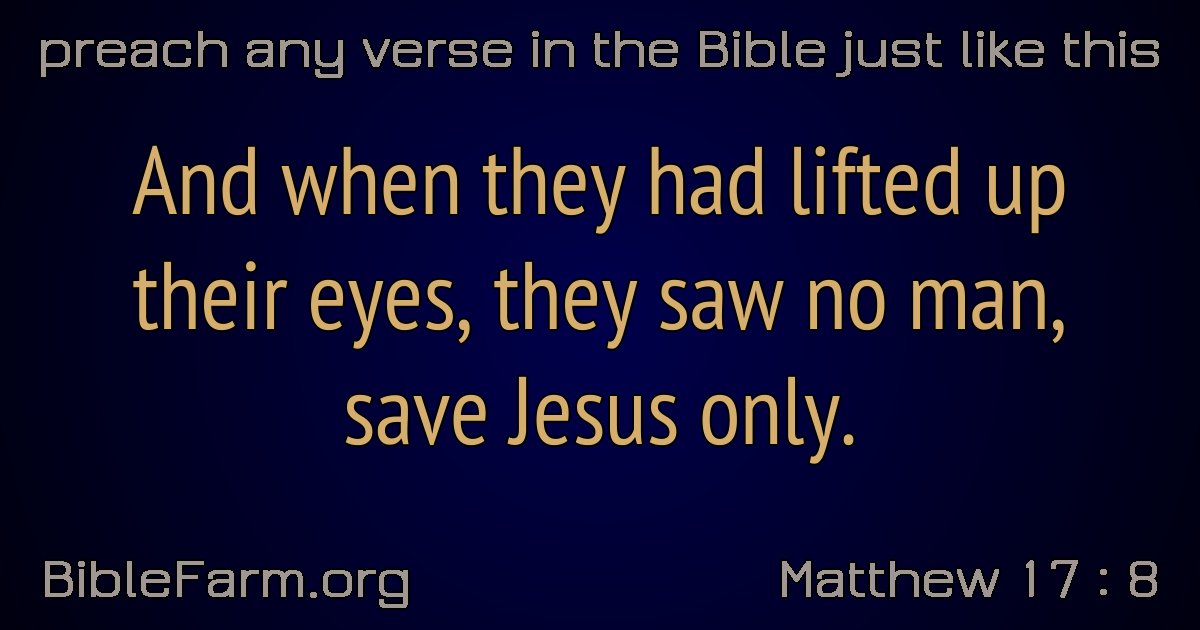 preach any verse in the Bible just like this
And when they had lifted up
their eyes, they saw no man,
save Jesus only.
BibleFarm.org
Matthew 17 : 8